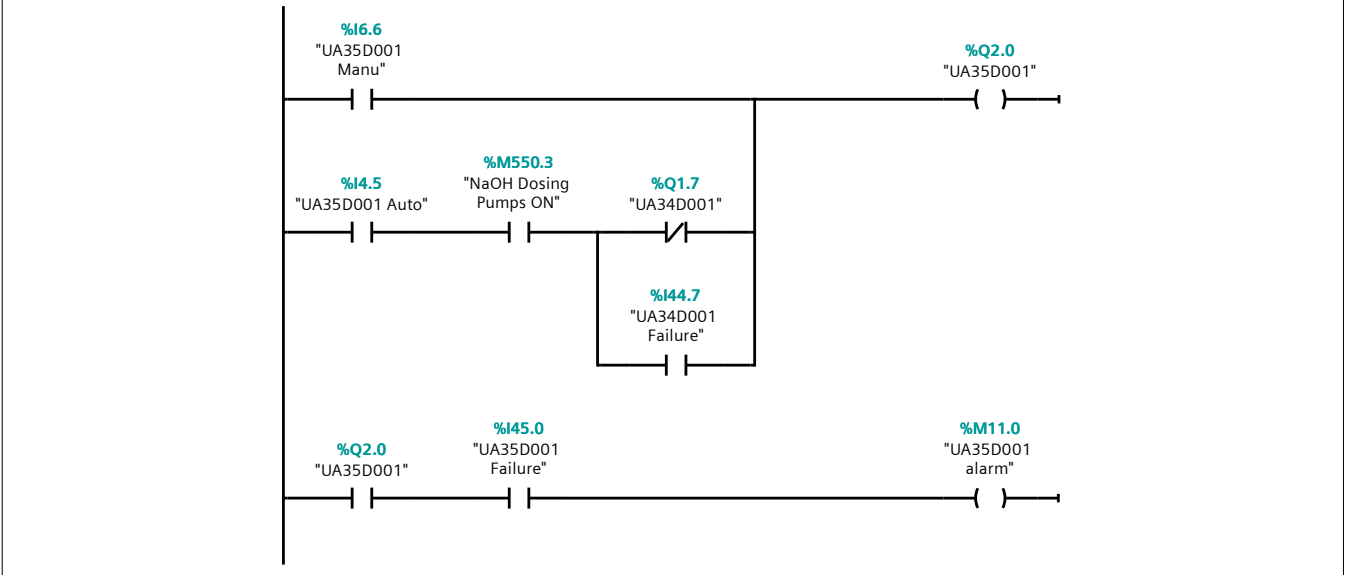 %I6.6
"UA35D001
Manu"
%Q2.0
"UA35D001"
%I4.5
"UA35D001 Auto"
%M550.3
"NaOH Dosing
Pumps ON"
%Q1.7
"UA34D001"
%I44.7
"UA34D001
Failure"
%Q2.0
"UA35D001"
%I45.0
"UA35D001
Failure"
%M11.0
"UA35D001
alarm"